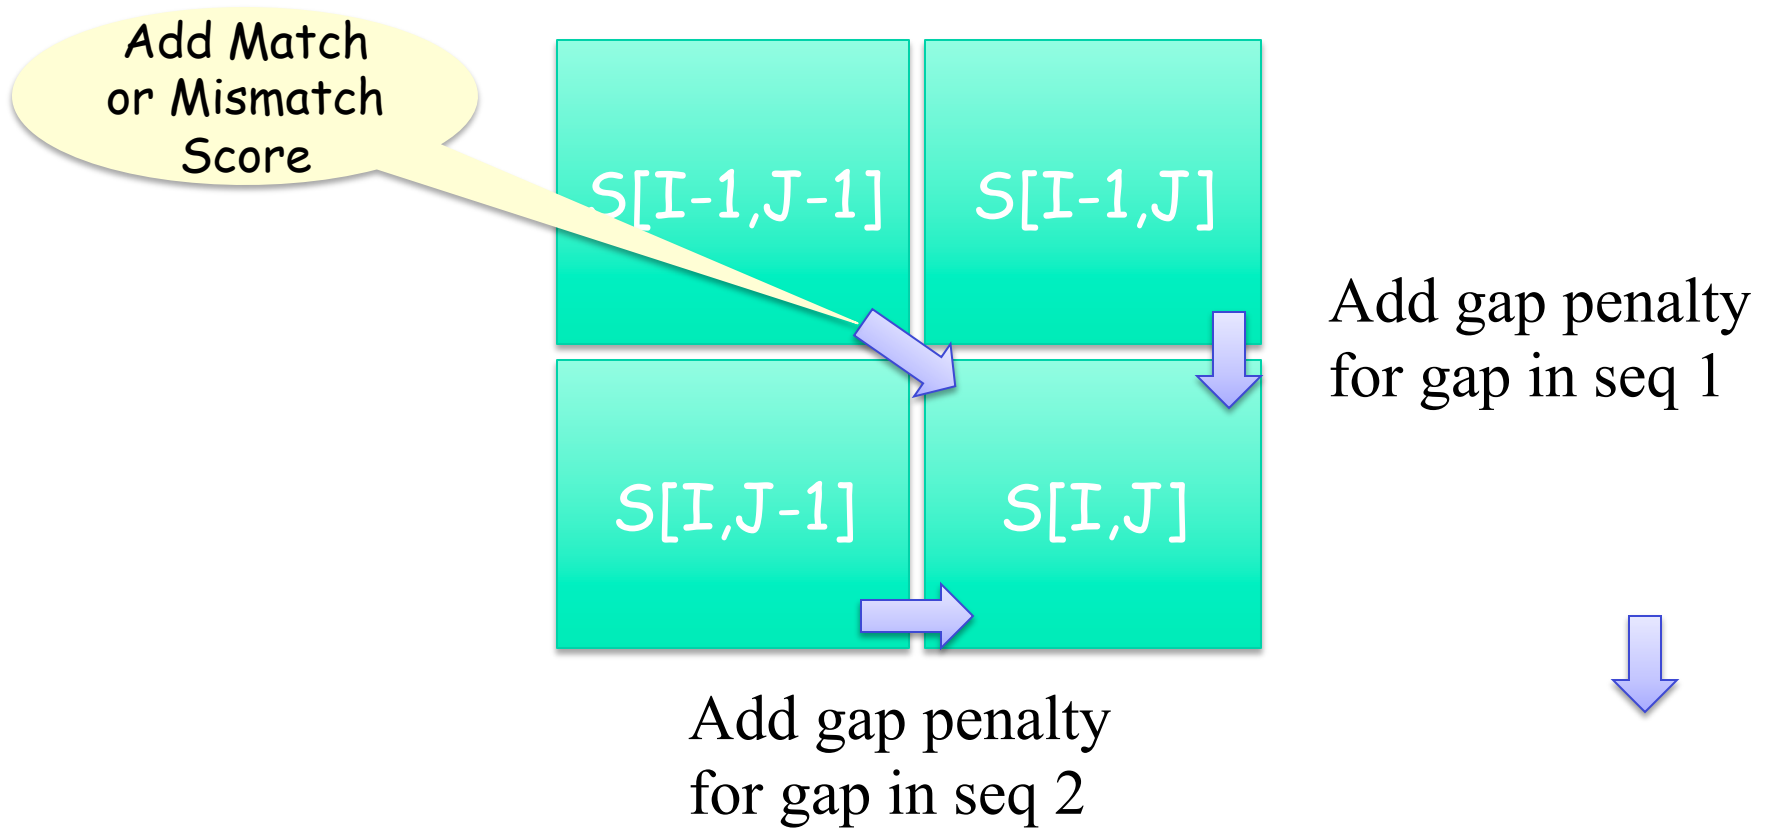 Add Match
or Mismatch
Score
S[I-1,J-1]
S[I-1,J]
Add gap penalty
for gap in seq 1
S[I,J-1]
S[I,J]
Add gap penalty
for gap in seq 2